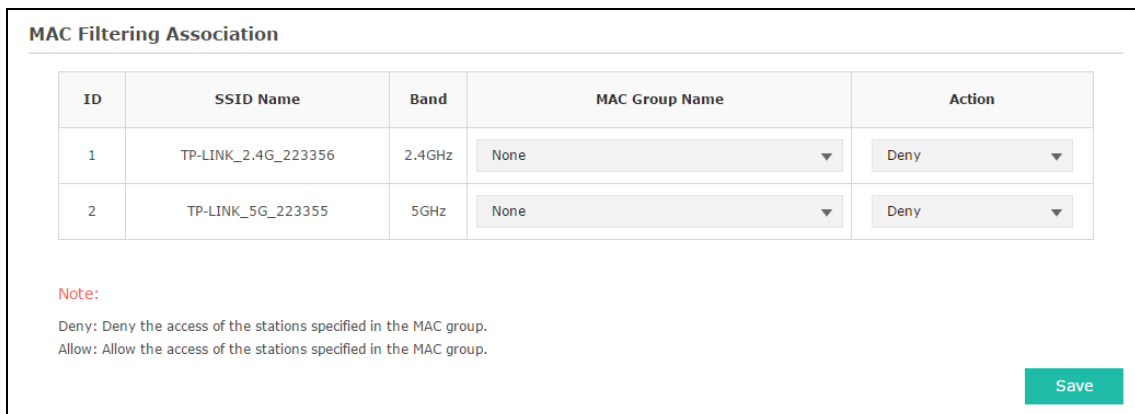 MAC Filtering Association
ID SSID Name Band MAC Group Name Action
1 TP-LINK_2.4G_223356 2.4GHz None Deny
2 TP-LINK_5G_223355 5GHz None Deny
Note:
Deny: Deny the access of the stations specified in the MAC group.
Allow: Allow the access of the stations specified in the MAC group.
Save